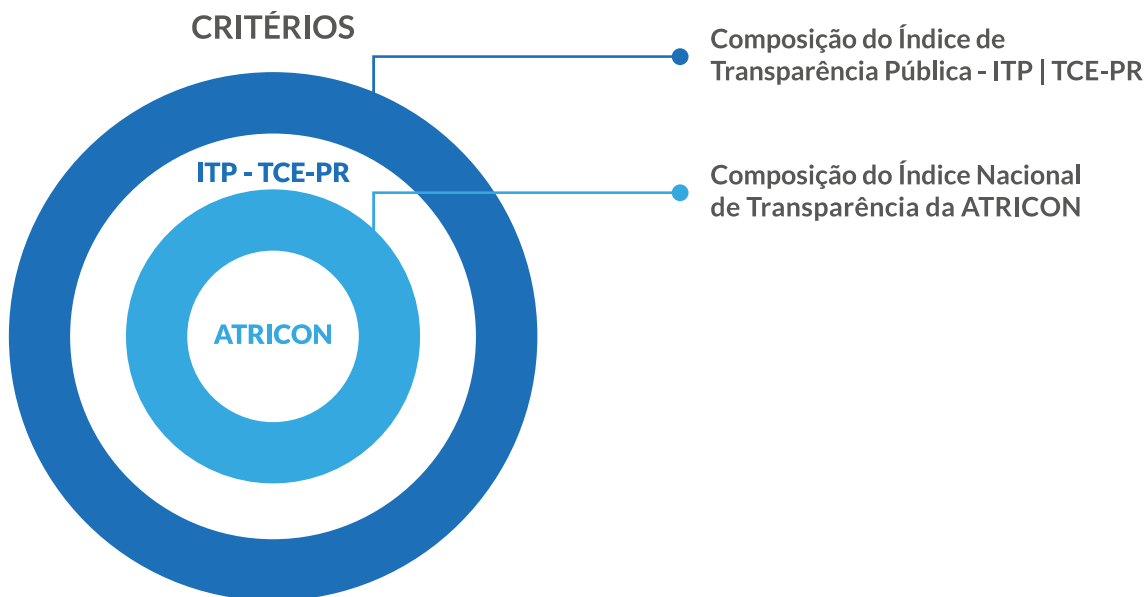 CRITÉRIOS
Composição do Índice de
Transparência Pública - ITP | TCE-PR
ITP - TCE-PR
Composição do Índice Nacional
de Transparência da ATRICON
ATRICON